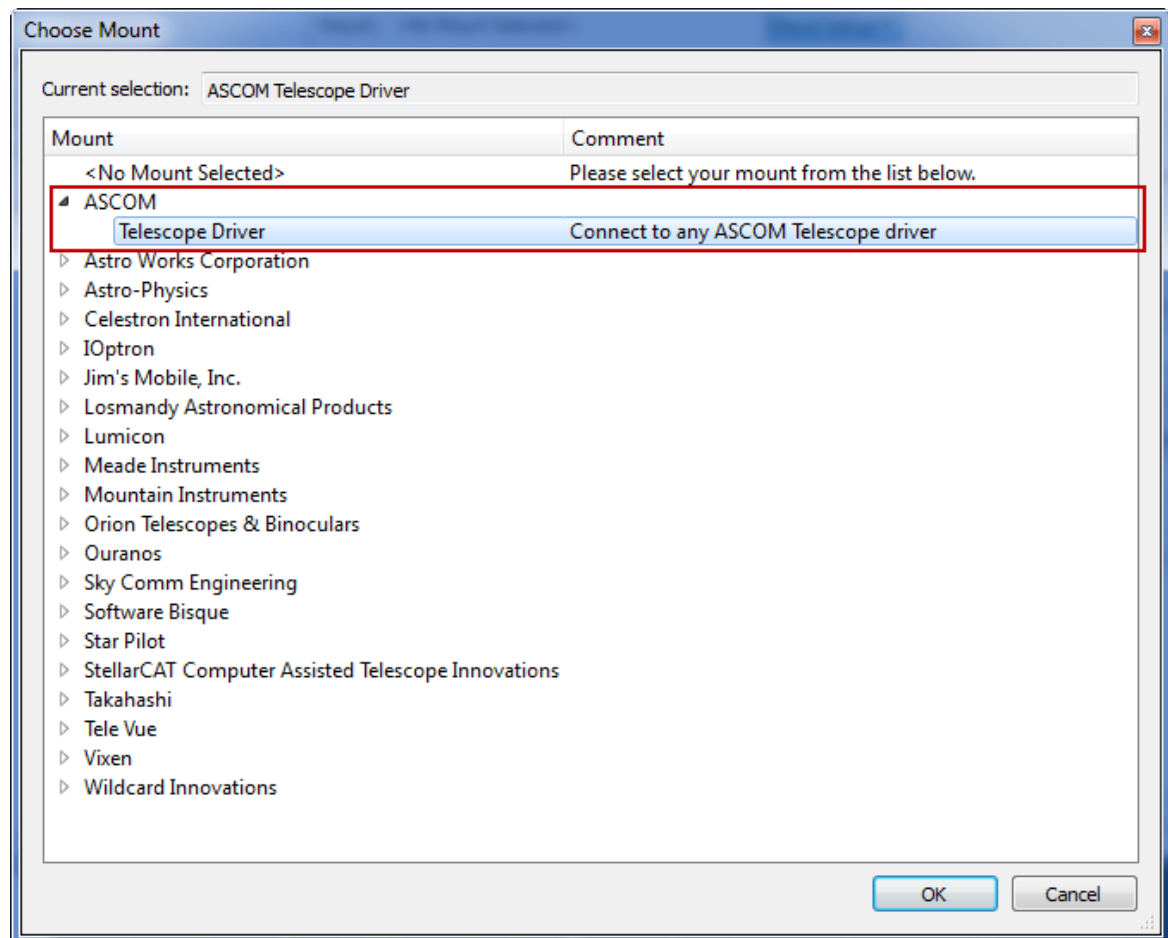 Choose Mount
Current selection: ASCOM Telescope Driver
Mount Comment
<No Mount Selected> Please select your mount from the list below.
ASCOM
Telescope Driver Connect to any ASCOM Telescope driver
Astro Works Corporation
Astro-Physics
Celestron International
IOptron
Jim's Mobile, Inc.
Losmandy Astronomical Products
Lumicon
Meade Instruments
Mountain Instruments
Orion Telescopes & Binoculars
Ouranos
Sky Comm Engineering
Software Bisque
Star Pilot
StellarCAT Computer Assisted Telescope Innovations
Takahashi
Tele Vue
Vixen
Wildcard Innovations
OK Cancel